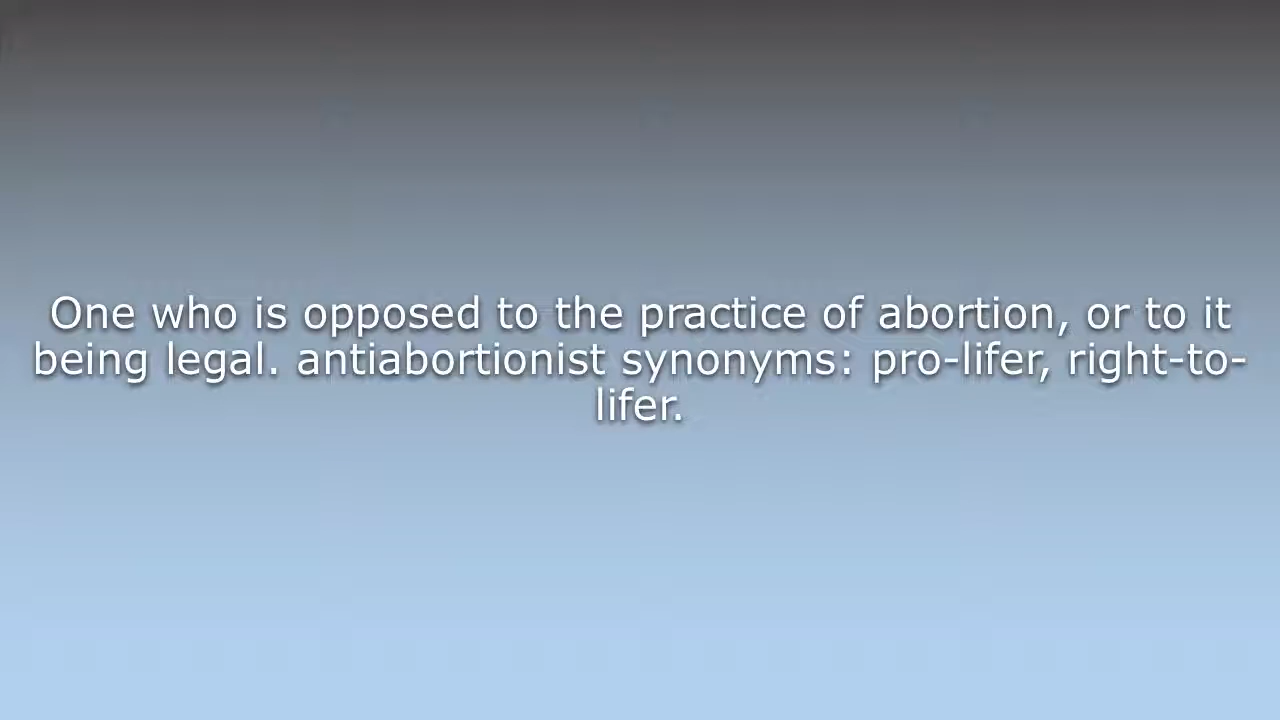 One who is opposed to the practice of abortion, or to it
being legal. antiabortionist synonyms: pro-lifer, right-to-
lifer.